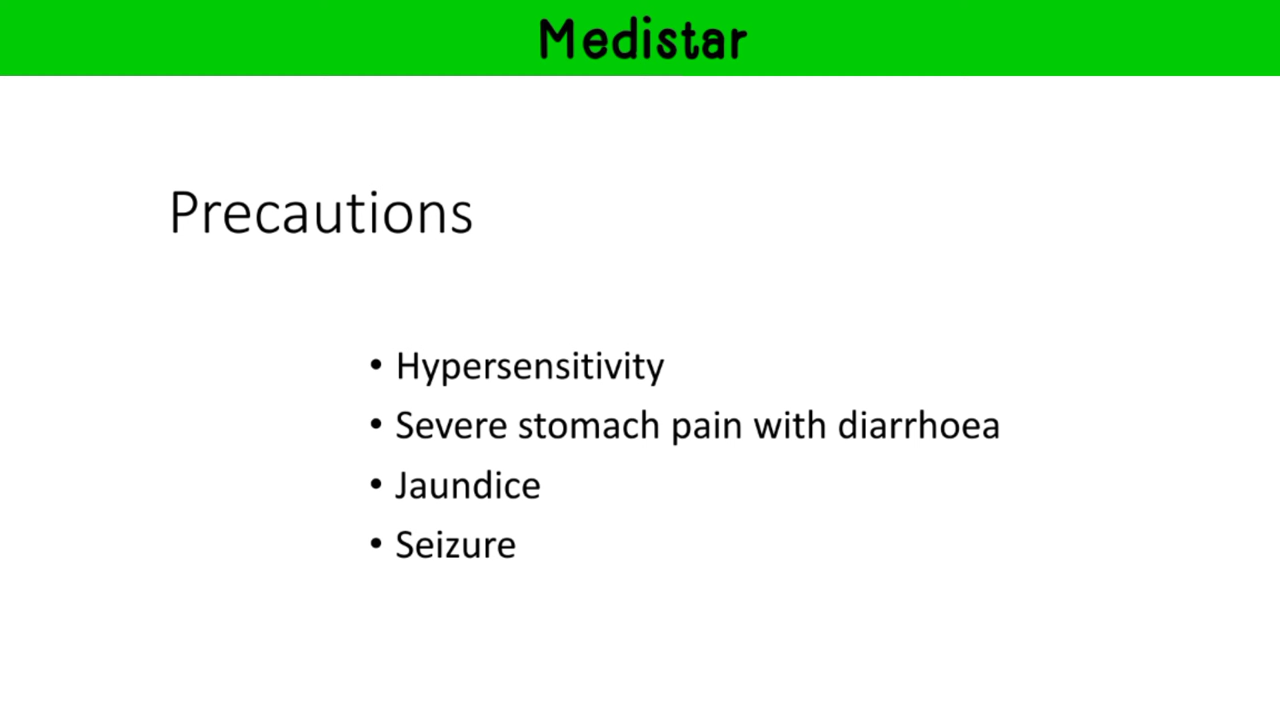 Medistar
Precautions
• Hypersensitivity
• Severe stomach pain with diarrhoea
• Jaundice
• Seizure